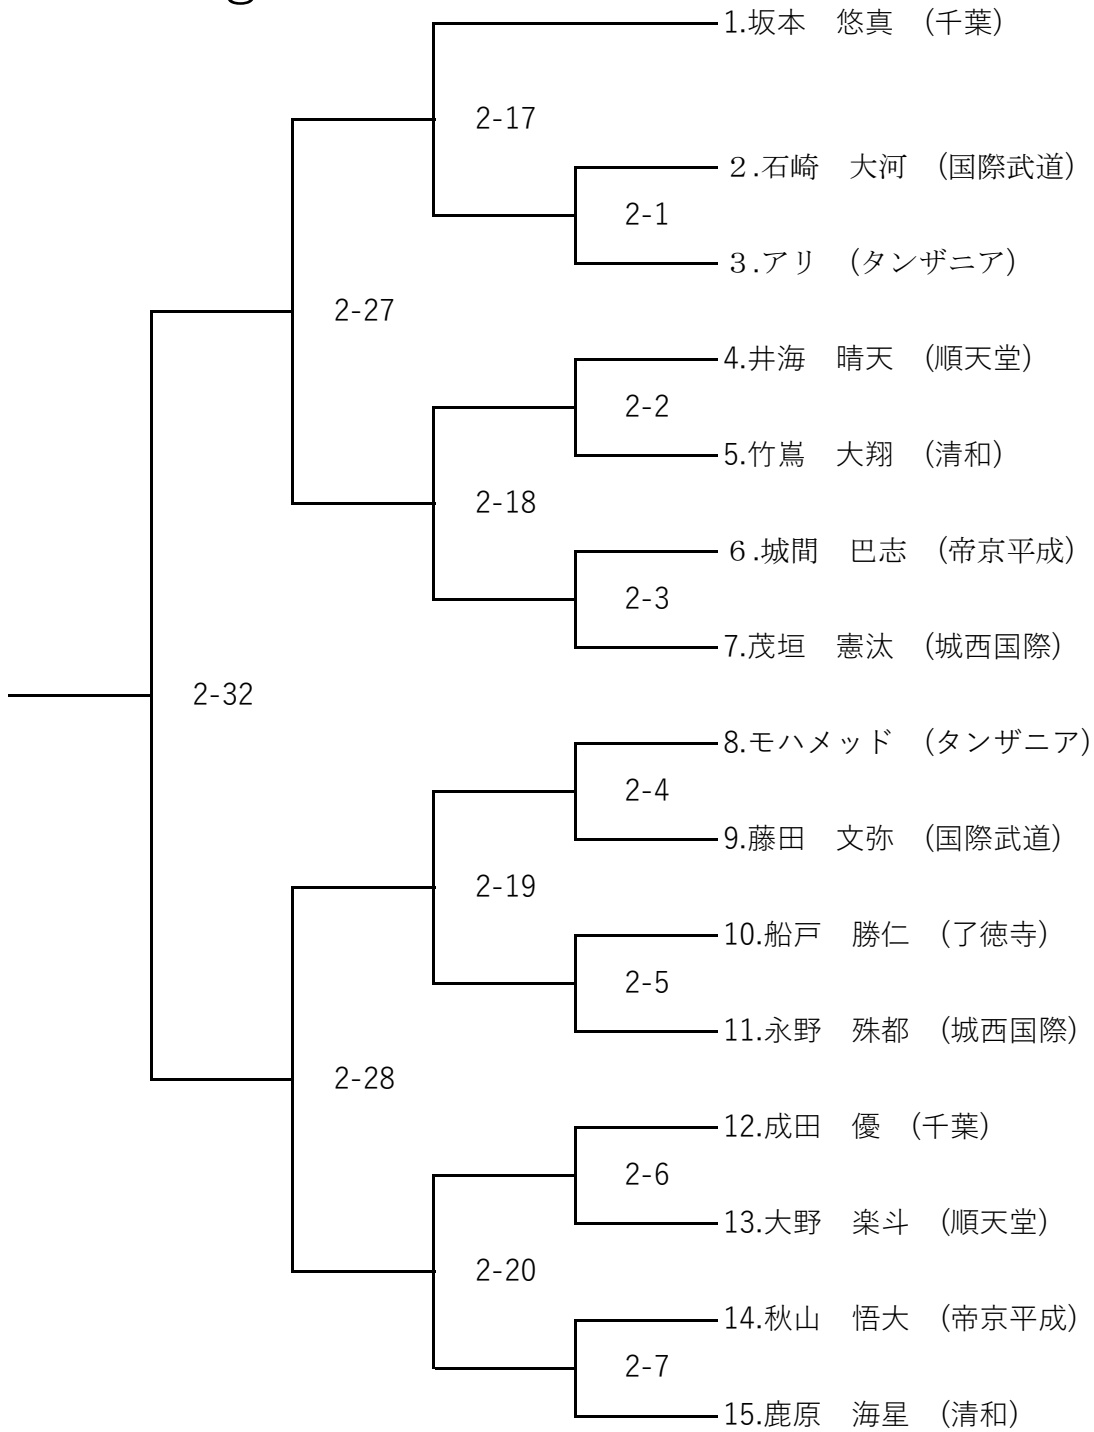 1.坂本　悠真　(千葉)
2-17
２.石崎　大河　(国際武道)
2-1
３.アリ　(タンザニア)
2-27
4.井海　晴天　(順天堂)
2-2
5.竹嶌　大翔　(清和)
2-18
６.城間　巴志　(帝京平成)
2-3
7.茂垣　憲汰　(城西国際)
2-32
8.モハメッド　(タンザニア)
2-4
9.藤田　文弥　(国際武道)
2-19
10.船戸　勝仁　(了徳寺)
2-5
11.永野　殊都　(城西国際)
2-28
12.成田　優　(千葉)
2-6
13.大野　楽斗　(順天堂)
2-20
14.秋山　悟大　(帝京平成)
2-7
15.鹿原　海星　(清和)